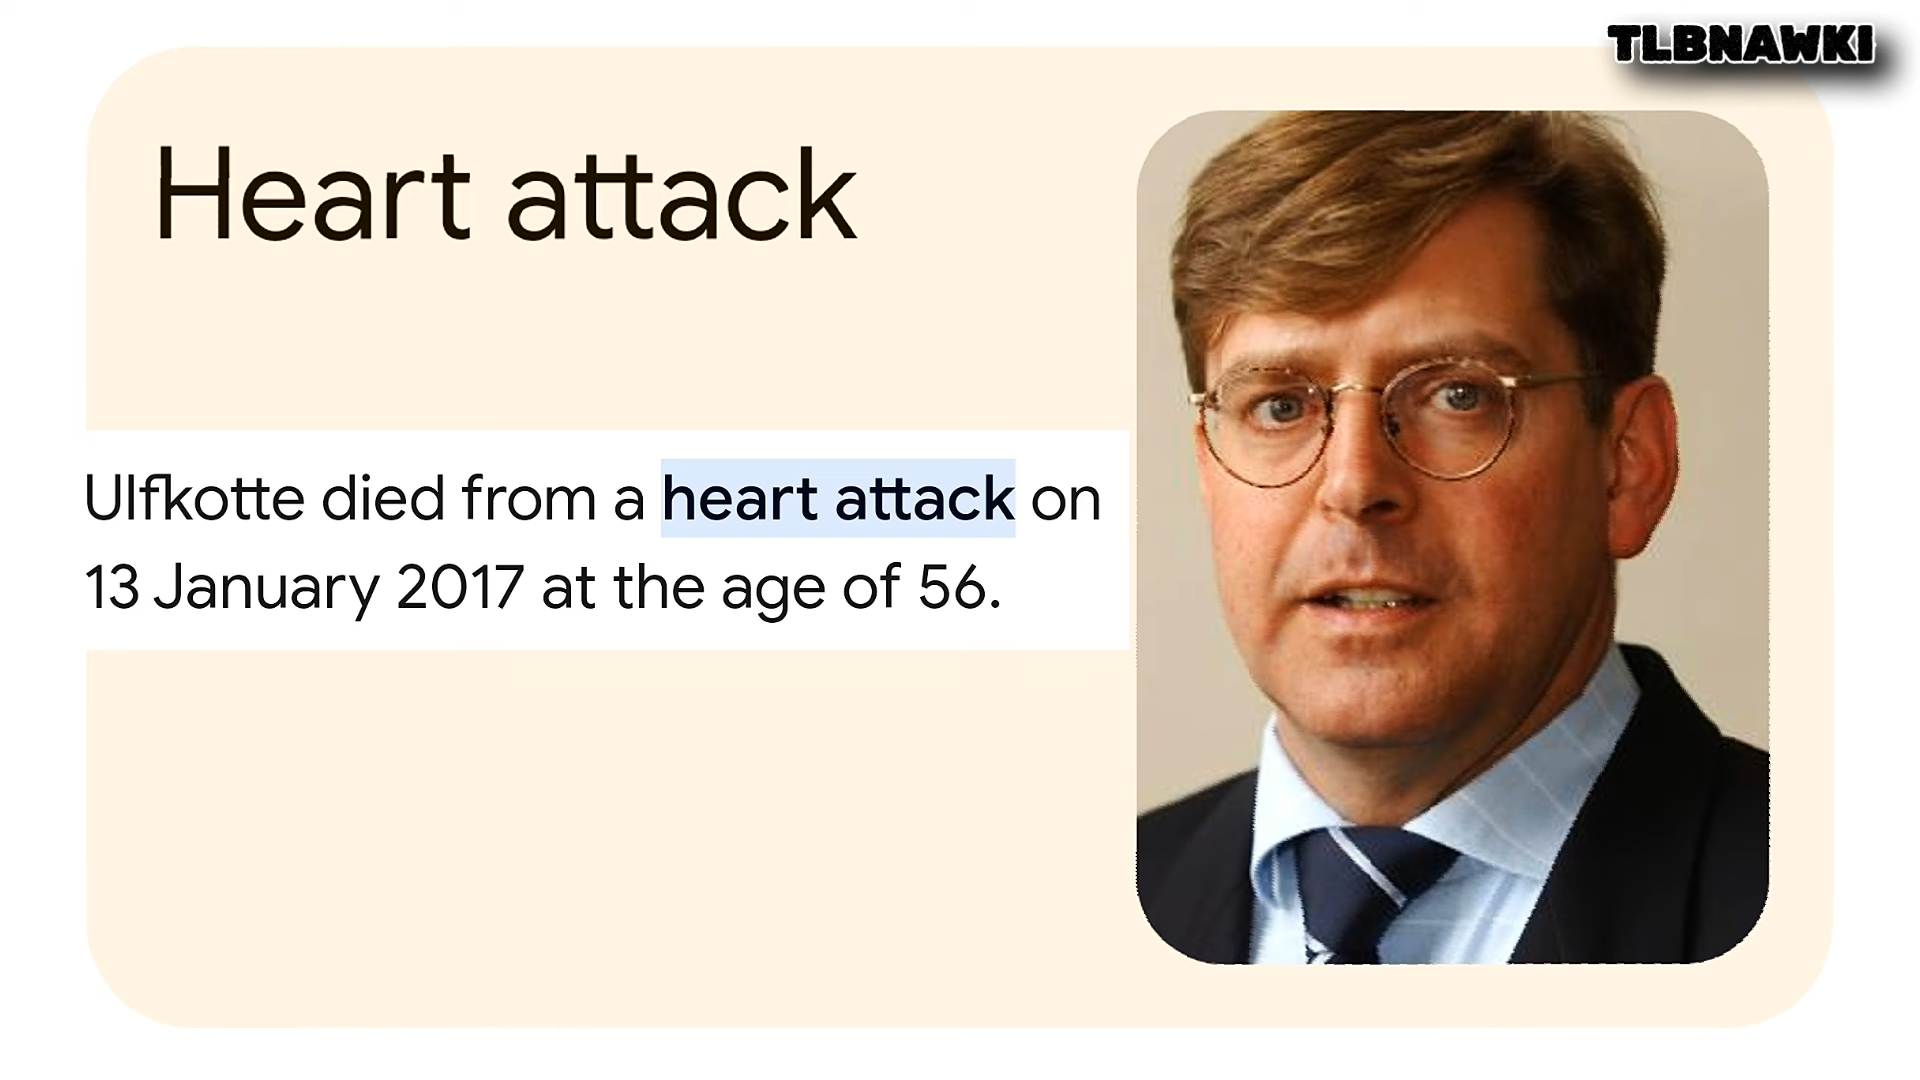 TLBNAWKI
Heart attack
Ulfkotte died from a heart attack on
13 January 2017 at the age of 56.